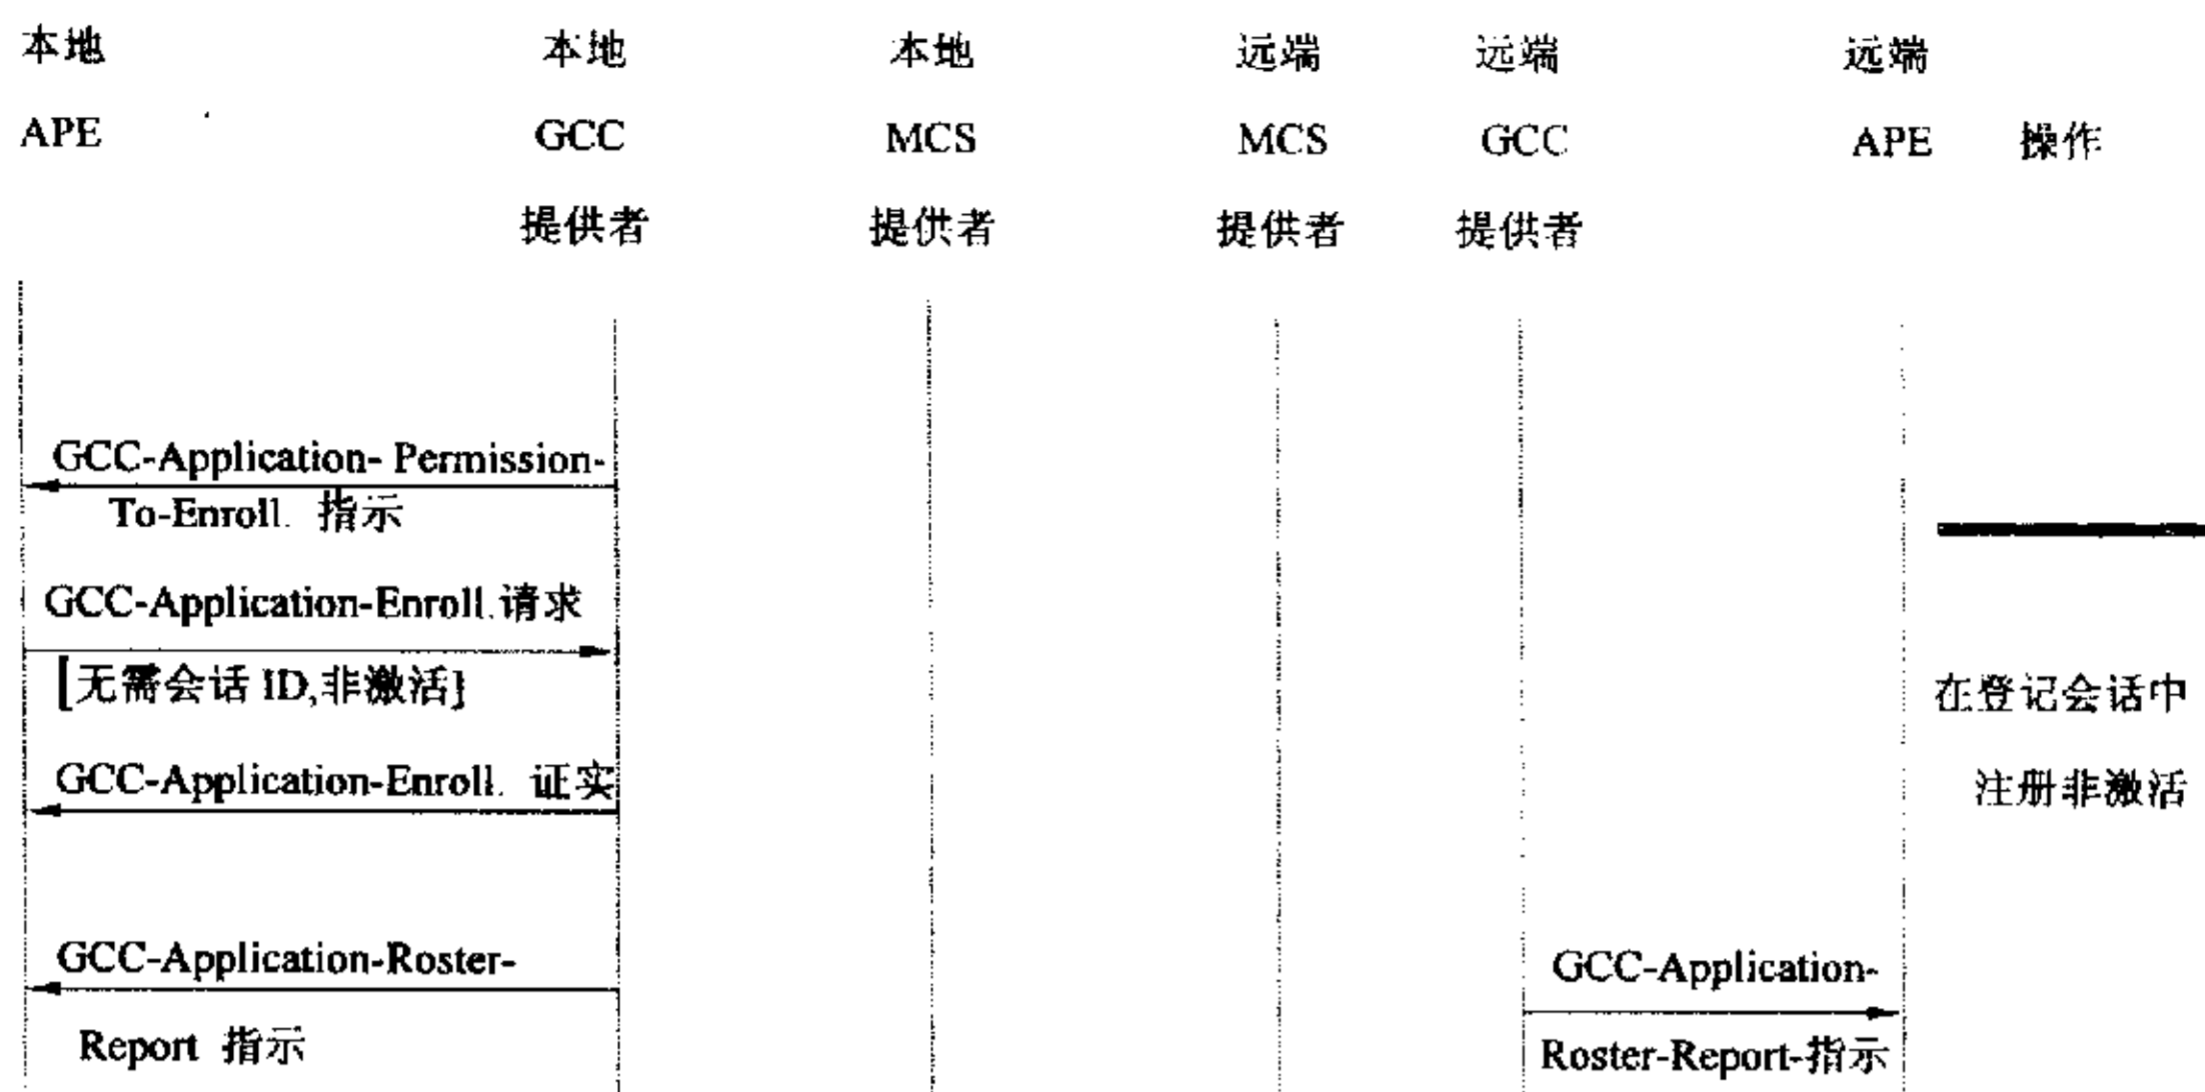 本地 本地 本地 远端 远端 远端
APE GCC MCS MCS GCC APE 操作
提供者 提供者 提供者 提供者
GCC-Application- Permission-
To-Enroll. 指示
GCC-Application-Enroll.请求
[无需会话 ID,非激活]
在登记会话中
GCC-Application-Enroll. 证实
注册非激活
GCC-Application-Roster-
Report 指示
GCC-Application-
Roster-Report-指示